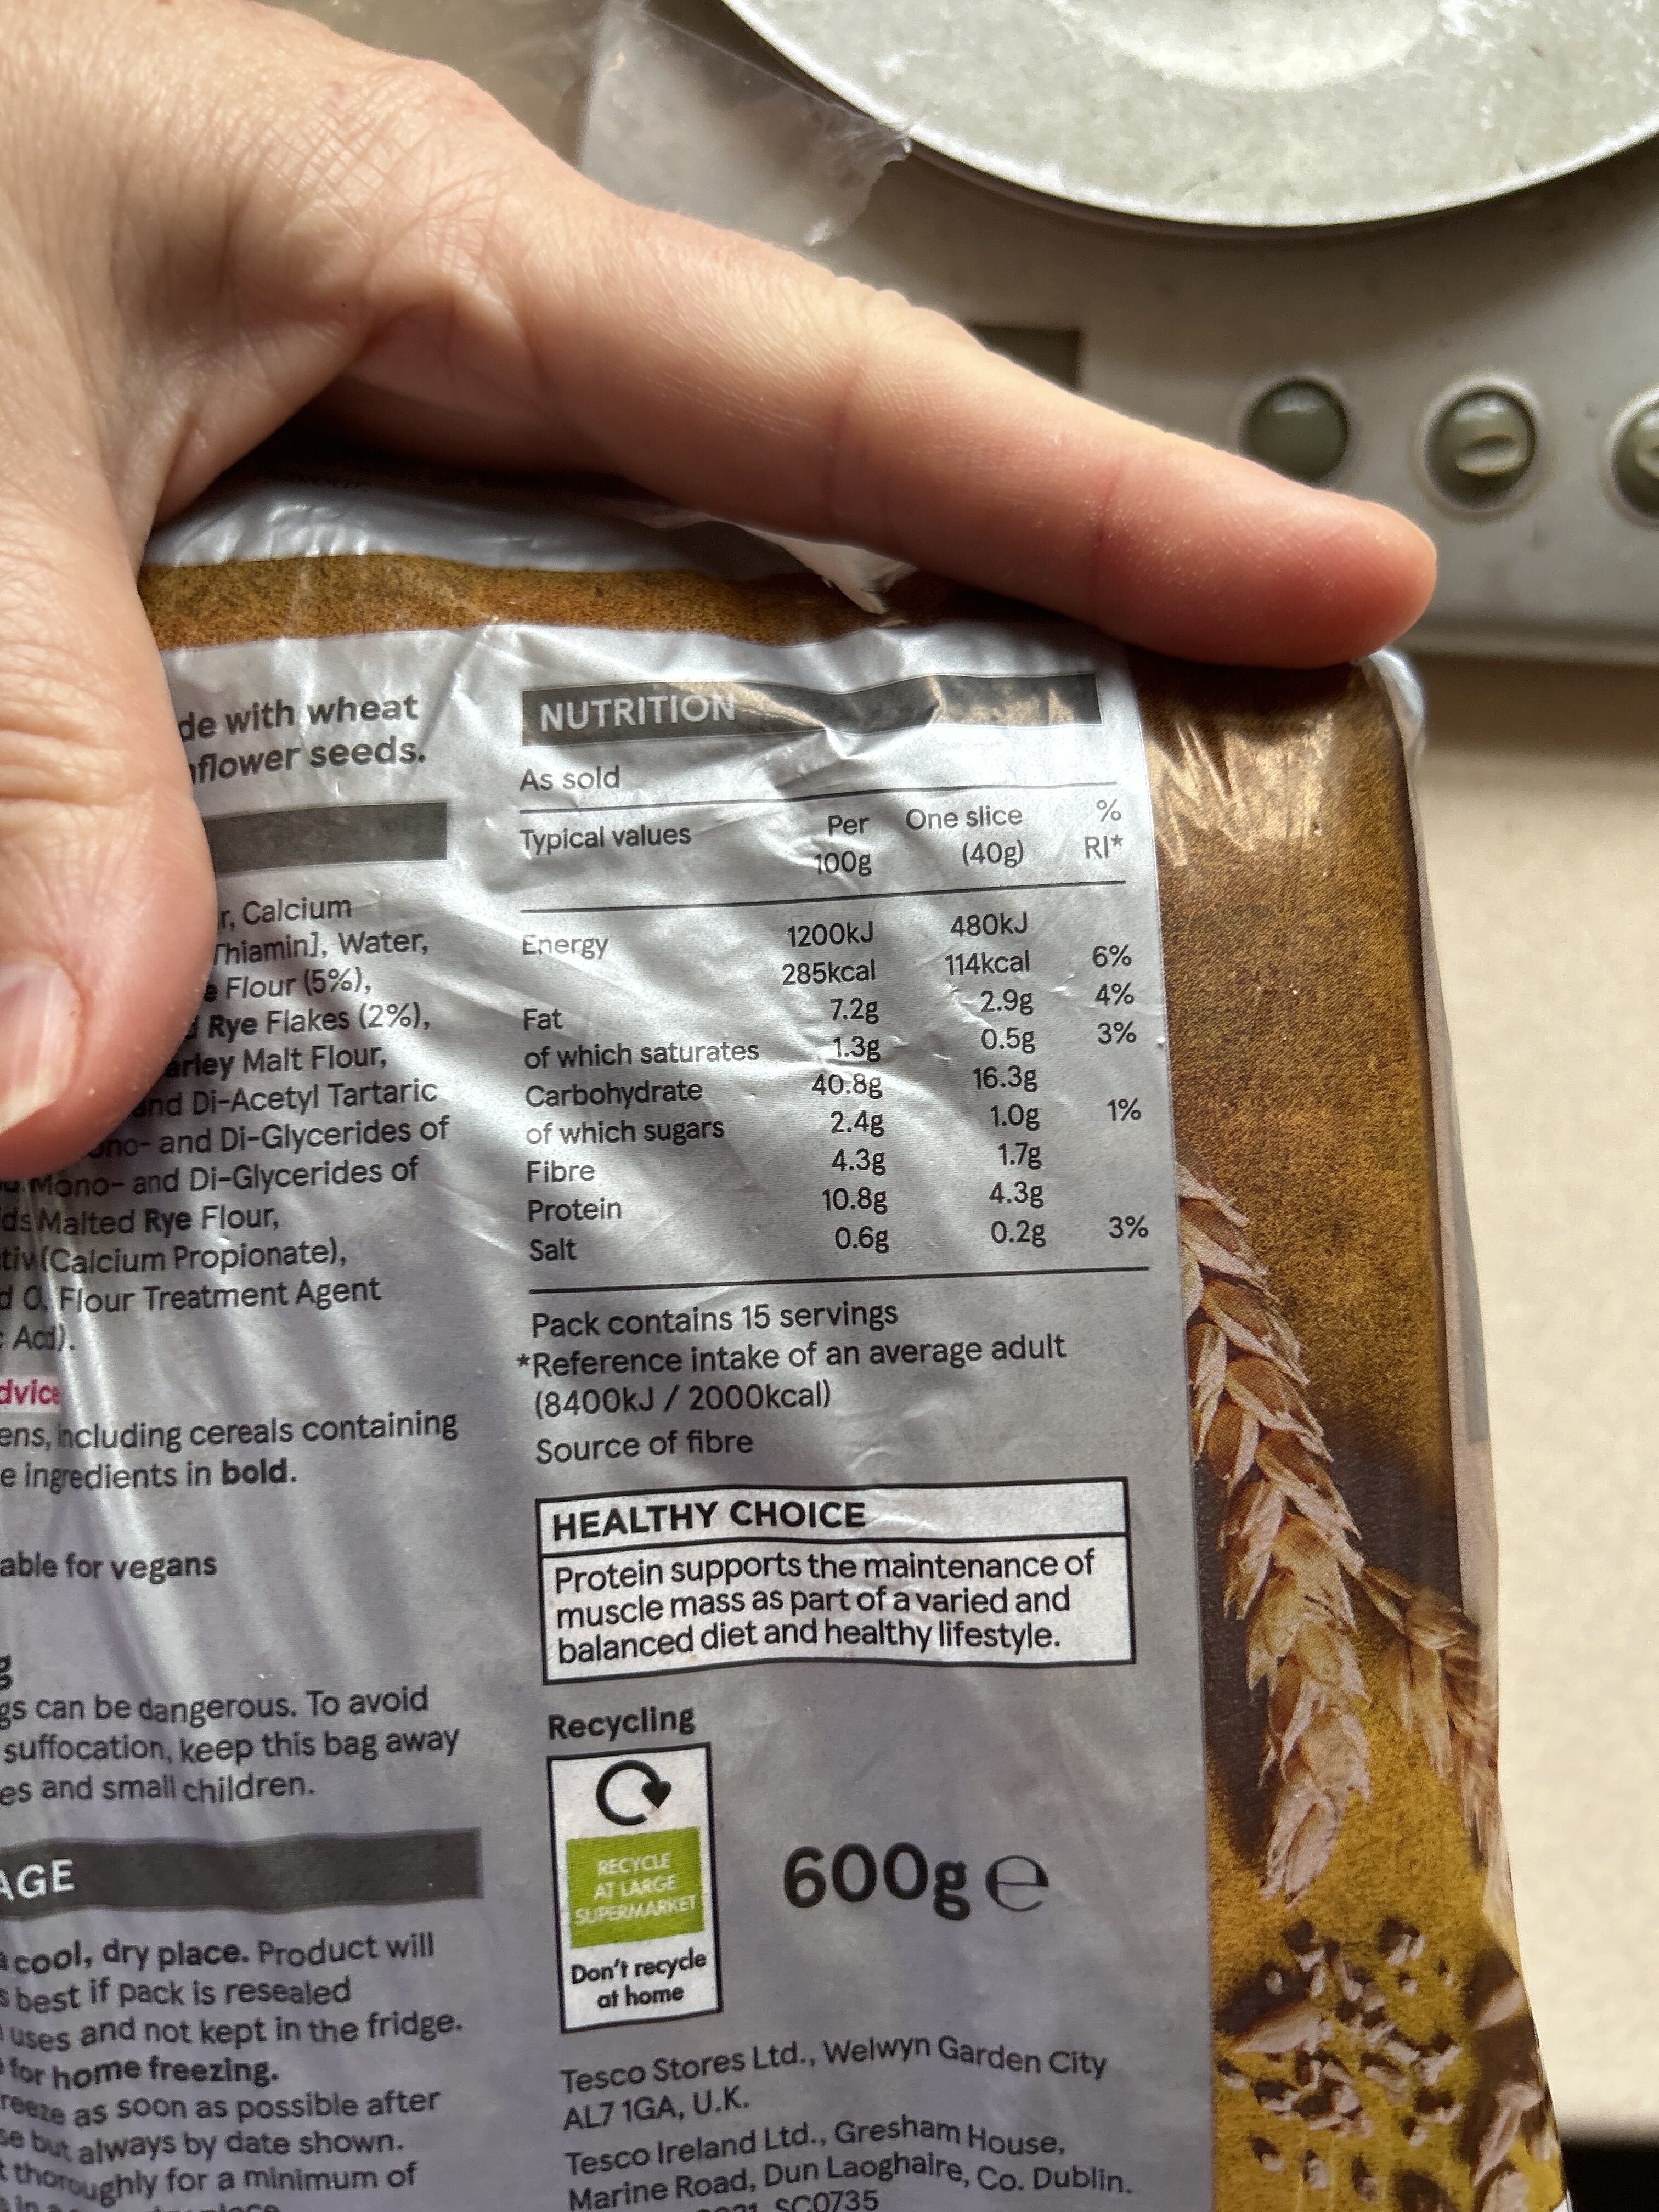 de with wheat
flower seeds.
r, Calcium
Thiamin], Water,
Flour (5%),
Rye Flakes (2%),
arley Malt Flour,
and Di-Acetyl Tartaric
ono- and Di-Glycerides of
Mono- and Di-Glycerides of
ds Malted Rye Flour,
tiv (Calcium Propionate),
d O, Flour Treatment Agent
Acd).
dvice
ens, including cereals containing
e ingredients in bold.
able for vegans
g
gs can be dangerous. To avoid
suffocation, keep this bag away
es and small children.
AGE
cool, dry place. Product will
s best if pack is resealed
uses and not kept in the fridge.
for home freezing.
reeze as soon as possible after
se but always by date shown.
t thoroughly for a minimum of
NUTRITION
As sold
Typical values Per 100g One slice (40g) % RI*
Energy 1200kJ 480kJ
285kcal 114kcal 6%
Fat 7.2g 2.9g 4%
of which saturates 1.3g 0.5g 3%
Carbohydrate 40.8g 16.3g
of which sugars 2.4g 1.0g 1%
Fibre 4.3g 1.7g
Protein 10.8g 4.3g
Salt 0.6g 0.2g 3%
Pack contains 15 servings
*Reference intake of an average adult
(8400kJ / 2000kcal)
Source of fibre
HEALTHY CHOICE
Protein supports the maintenance of
muscle mass as part of a varied and
balanced diet and healthy lifestyle.
Recycling
RECYCLE
AT LARGE
SUPERMARKET
Don't recycle
at home
600g e
Tesco Stores Ltd., Welwyn Garden City
AL7 1GA, U.K.
Tesco Ireland Ltd., Gresham House,
Marine Road, Dun Laoghaire, Co. Dublin.
SC0735